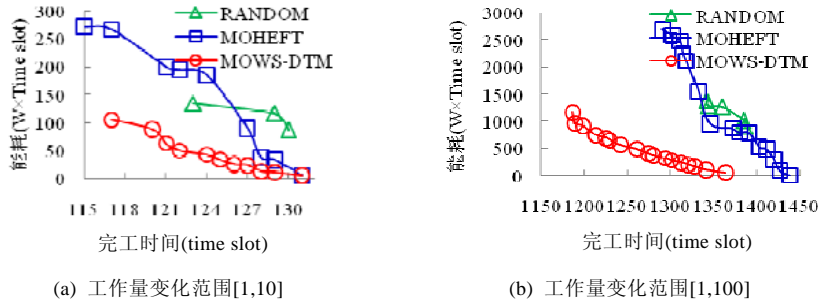 能耗(W×Time slot)
300
250
200
150
100
50
0
RANDOM
MOHEFT
MOWS-DTM
115 118 121 124 127 130
完工时间(time slot)
(a) 工作量变化范围[1,10]
能耗(W×Time slot)
3000
2500
2000
1500
1000
500
0
RANDOM
MOHEFT
MOWS-DTM
1150 1200 1250 1300 1350 1400 1450
完工时间(time slot)
(b) 工作量变化范围[1,100]